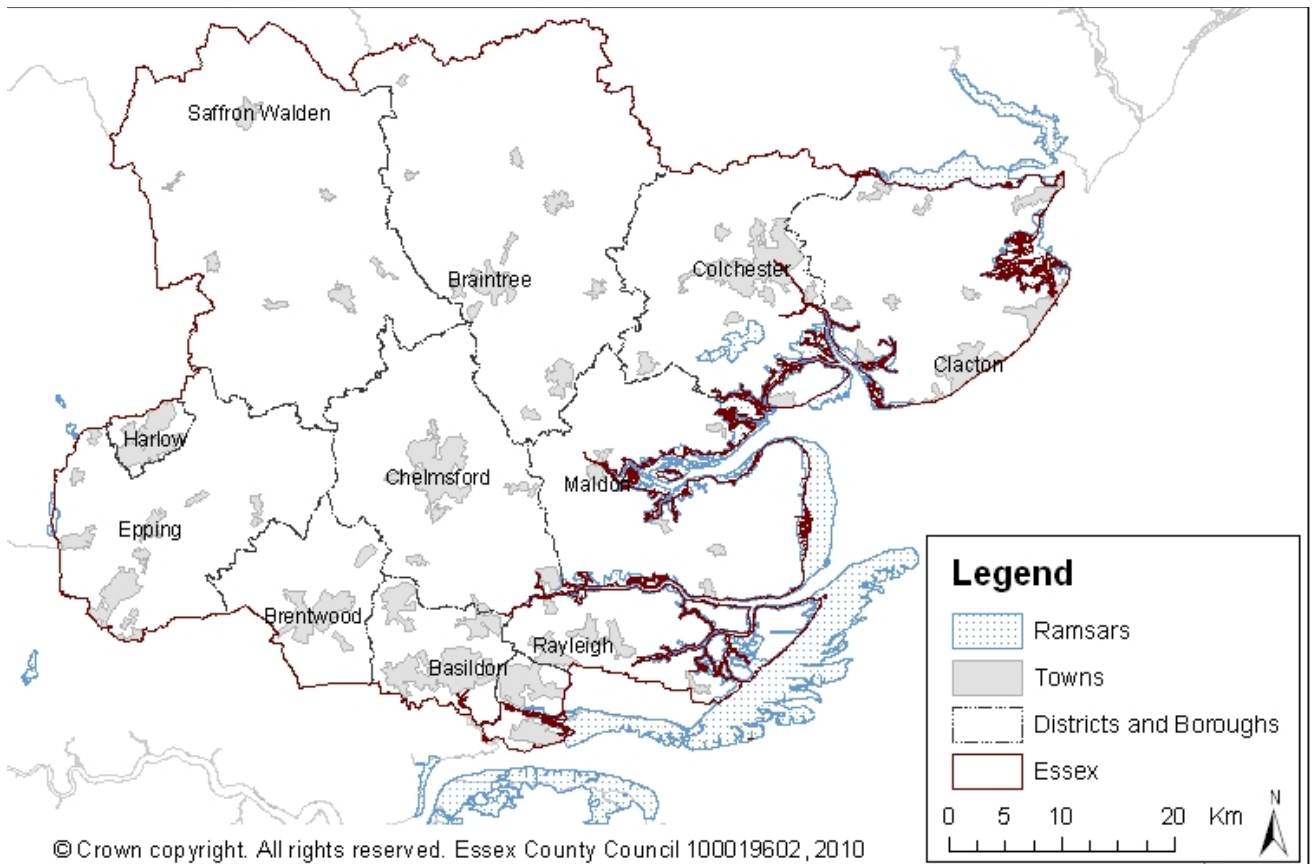 Saffron Walden
Braintree
Colchester
Clacton
Harlow
Chelmsford
Maldon
Epping
Brentwood
Rayleigh
Basildon
Legend
Ramsars
Towns
Districts and Boroughs
Essex
0 5 10 20 Km
N
© Crown copyright. All rights reserved. Essex County Council 100019602, 2010